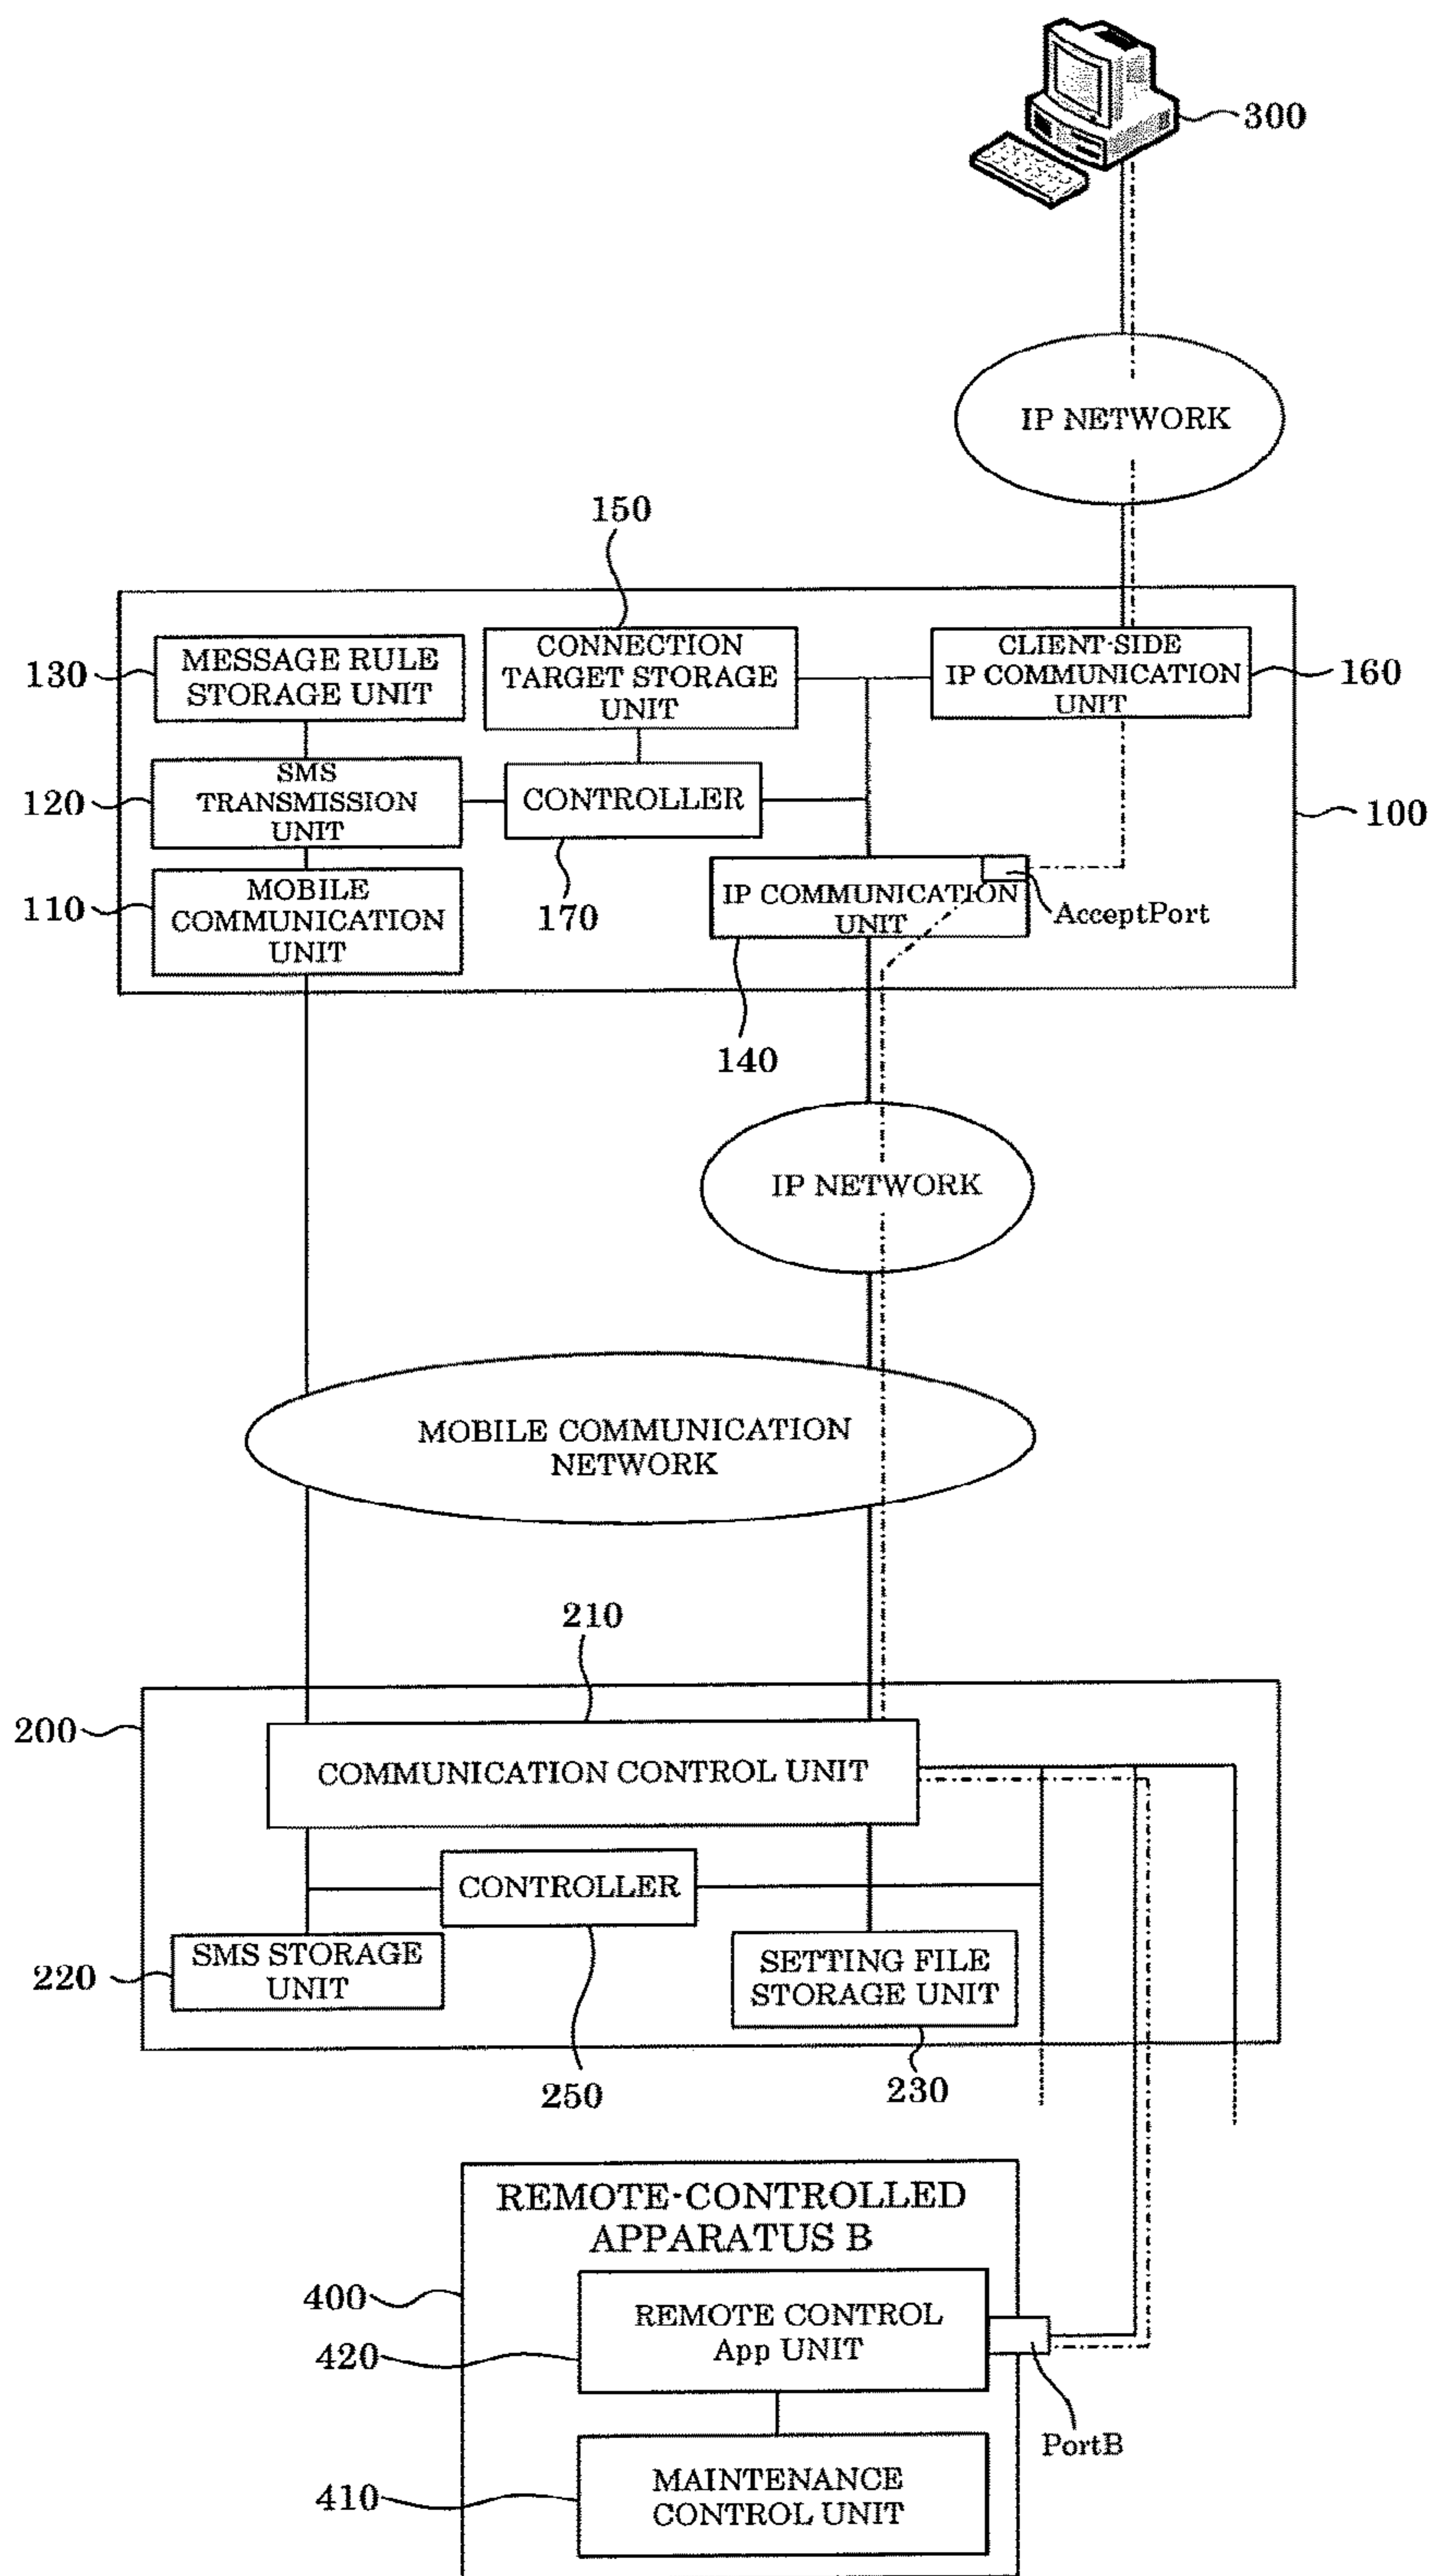 300
IP NETWORK
150
130
MESSAGE RULE
STORAGE UNIT
CONNECTION
TARGET STORAGE
UNIT
CLIENT-SIDE
IP COMMUNICATION
UNIT
160
120
SMS
TRANSMISSION
UNIT
CONTROLLER
100
110
MOBILE
COMMUNICATION
UNIT
170
IP COMMUNICATION
UNIT
AcceptPort
140
IP NETWORK
MOBILE COMMUNICATION
NETWORK
210
200
COMMUNICATION CONTROL UNIT
CONTROLLER
220
SMS STORAGE
UNIT
SETTING FILE
STORAGE UNIT
250
230
REMOTE-CONTROLLED
APPARATUS B
400
REMOTE CONTROL
App UNIT
420
PortB
410
MAINTENANCE
CONTROL UNIT